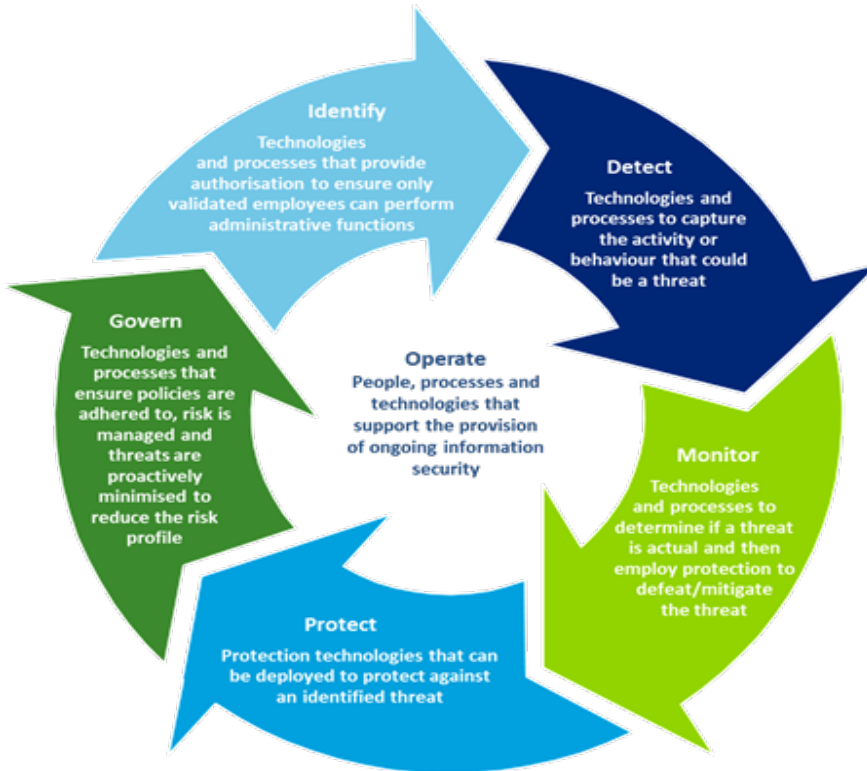 Identify
Technologies
and processes that provide
authorisation to ensure only
validated employees can perform
administrative functions
Detect
Technologies and
processes to capture
the activity or
behaviour that could
be a threat
Monitor
Technologies
and processes to
determine if a threat
is actual and then
employ protection to
defeat/mitigate
the threat
Protect
Protection technologies that can
be deployed to protect against
an identified threat
Govern
Technologies and
processes that
ensure policies are
adhered to, risk is
managed and
threats are
proactively
minimised to
reduce the risk
profile
Operate
People, processes and
technologies that
support the provision
of ongoing information
security